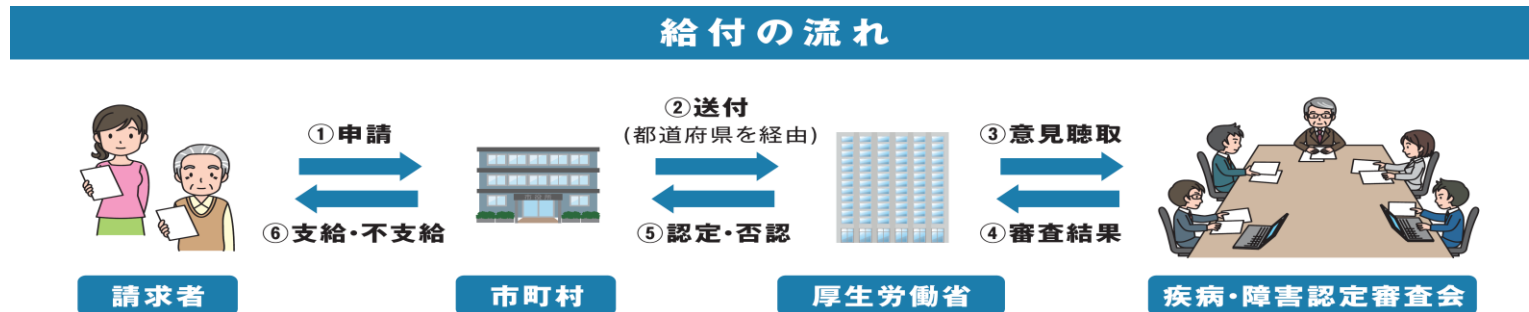 給付の流れ
①申請
②送付
(都道府県を経由)
③意見聴取
⑥支給・不支給
⑤認定・否認
④審査結果
請求者
市町村
厚生労働省
疾病・障害認定審査会